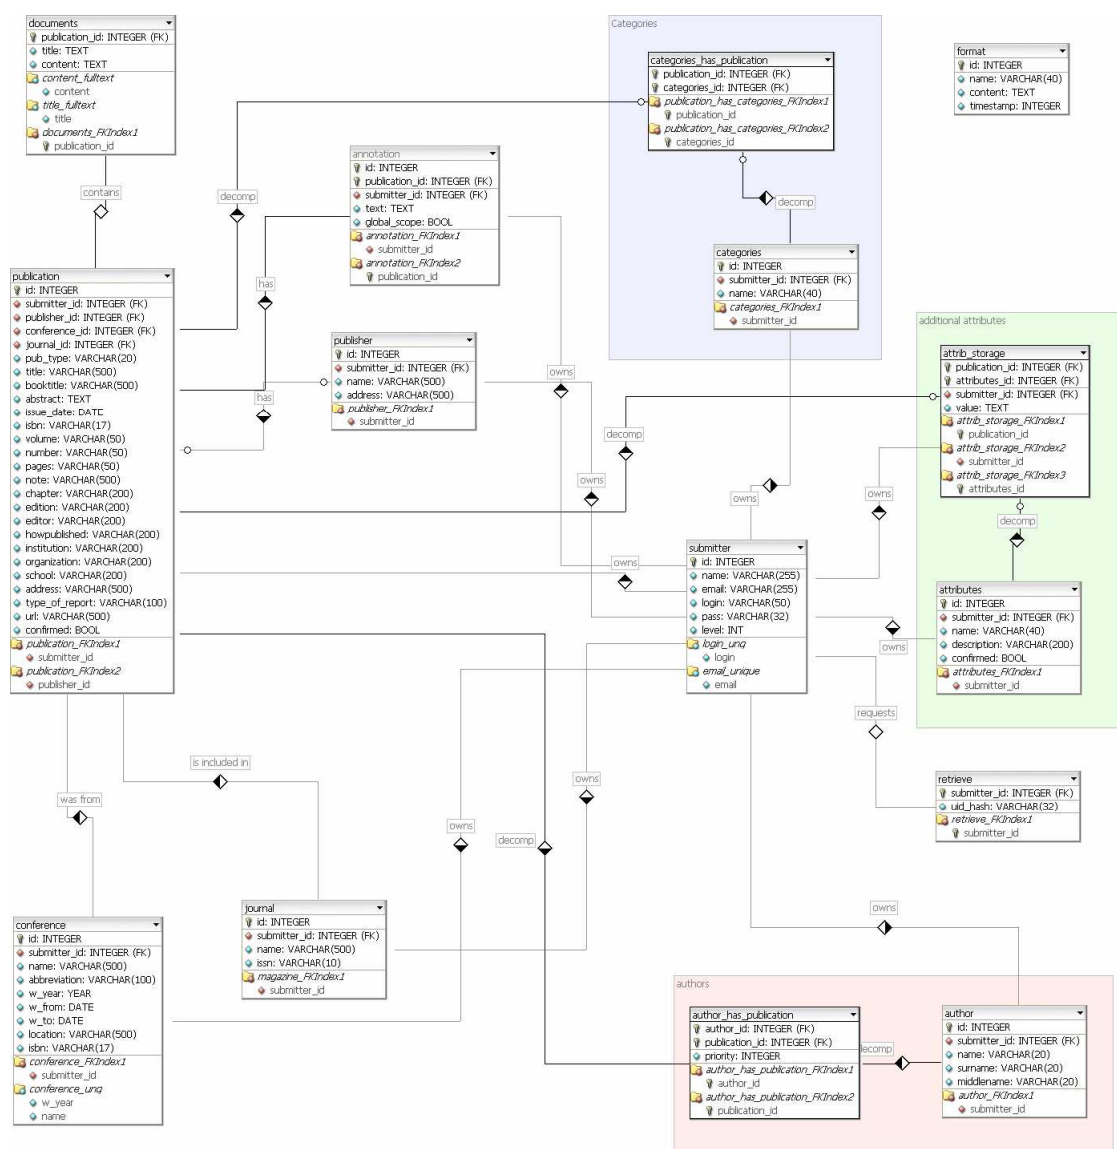 documents
publication_id: INTEGER (FK)
title: TEXT
content: TEXT
content_fulltext
content
title_fulltext
title
documents_FKIndex1
publication_id
contains
publication
id: INTEGER
submitter_id: INTEGER (FK)
publisher_id: INTEGER (FK)
conference_id: INTEGER (FK)
journal_id: INTEGER (FK)
pub_type: VARCHAR(20)
title: VARCHAR(500)
booktitle: VARCHAR(500)
abstract: TEXT
issue_date: DATE
isbn: VARCHAR(17)
volume: VARCHAR(50)
number: VARCHAR(50)
pages: VARCHAR(50)
note: VARCHAR(500)
chapter: VARCHAR(200)
edition: VARCHAR(200)
editor: VARCHAR(200)
howpublished: VARCHAR(200)
institution: VARCHAR(200)
organization: VARCHAR(200)
school: VARCHAR(200)
address: VARCHAR(500)
type_of_report: VARCHAR(100)
url: VARCHAR(500)
confirmed: BOOL
publication_FKIndex1
submitter_id
publication_FKIndex2
publisher_id
decomp
has
has
annotation
id: INTEGER
publication_id: INTEGER (FK)
submitter_id: INTEGER (FK)
text: TEXT
global_scope: BOOL
annotation_FKIndex1
submitter_id
annotation_FKIndex2
publication_id
publisher
id: INTEGER
submitter_id: INTEGER (FK)
name: VARCHAR(500)
address: VARCHAR(500)
publisher_FKIndex1
submitter_id
owns
owns
decomp
owns
Categories
categories_has_publication
publication_id: INTEGER (FK)
categories_id: INTEGER (FK)
publication_has_categories_FKIndex1
publication_id
publication_has_categories_FKIndex2
categories_id
decomp
categories
id: INTEGER
submitter_id: INTEGER (FK)
name: VARCHAR(40)
categories_FKIndex1
submitter_id
owns
format
id: INTEGER
name: VARCHAR(40)
content: TEXT
timestamp: INTEGER
additional attributes
attrib_storage
publication_id: INTEGER (FK)
attributes_id: INTEGER (FK)
submitter_id: INTEGER (FK)
value: TEXT
attrib_storage_FKIndex1
publication_id
attrib_storage_FKIndex2
submitter_id
attrib_storage_FKIndex3
attributes_id
decomp
owns
attributes
id: INTEGER
submitter_id: INTEGER (FK)
name: VARCHAR(40)
description: VARCHAR(200)
confirmed: BOOL
attributes_FKIndex1
submitter_id
owns
submitter
id: INTEGER
name: VARCHAR(255)
email: VARCHAR(255)
login: VARCHAR(50)
pass: VARCHAR(32)
level: INT
login_unq
login
email_unique
email
requests
retrieve
submitter_id: INTEGER (FK)
uid_hash: VARCHAR(32)
retrieve_FKIndex1
submitter_id
is included in
was from
owns
owns
decomp
conference
id: INTEGER
submitter_id: INTEGER (FK)
name: VARCHAR(500)
abbreviation: VARCHAR(100)
w_year: YEAR
w_from: DATE
w_to: DATE
location: VARCHAR(500)
isbn: VARCHAR(17)
conference_FKIndex1
submitter_id
conference_unq
w_year
name
journal
id: INTEGER
submitter_id: INTEGER (FK)
name: VARCHAR(500)
issn: VARCHAR(10)
magazine_FKIndex1
submitter_id
owns
authors
author_has_publication
author_id: INTEGER (FK)
publication_id: INTEGER (FK)
priority: INTEGER
author_has_publication_FKIndex1
author_id
author_has_publication_FKIndex2
publication_id
decomp
author
id: INTEGER
submitter_id: INTEGER (FK)
name: VARCHAR(20)
surname: VARCHAR(20)
middlename: VARCHAR(20)
author_FKIndex1
submitter_id